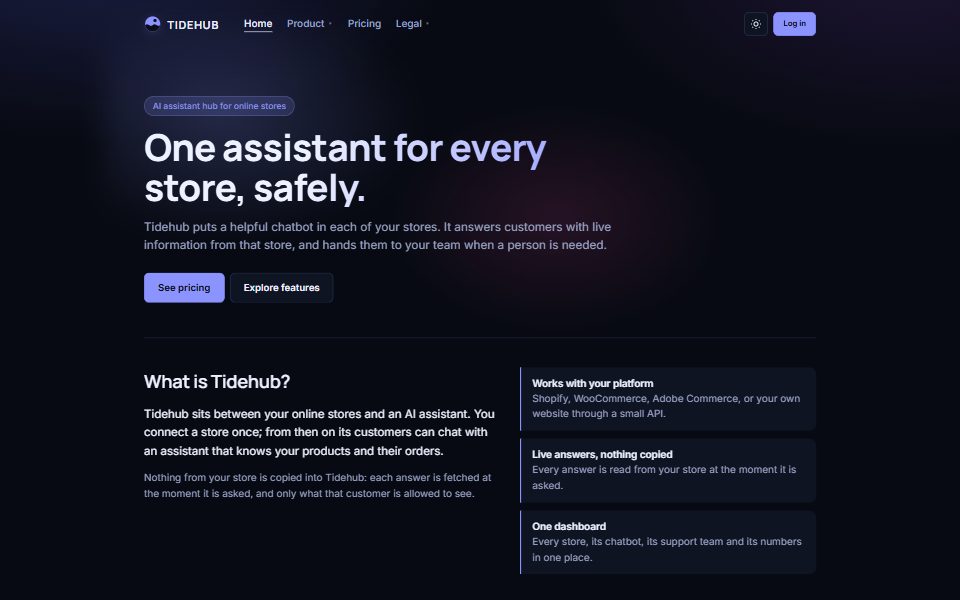 TIDEHUB
Home Product Pricing Legal
Log in
AI assistant hub for online stores
One assistant for every
store, safely.
Tidehub puts a helpful chatbot in each of your stores. It answers customers with live
information from that store, and hands them to your team when a person is needed.
See pricing
Explore features
What is Tidehub?
Tidehub sits between your online stores and an AI assistant. You
connect a store once; from then on its customers can chat with
an assistant that knows your products and their orders.
Nothing from your store is copied into Tidehub: each answer is fetched at
the moment it is asked, and only what that customer is allowed to see.
Works with your platform
Shopify, WooCommerce, Adobe Commerce, or your own
website through a small API.
Live answers, nothing copied
Every answer is read from your store at the moment it is
asked.
One dashboard
Every store, its chatbot, its support team and its numbers
in one place.